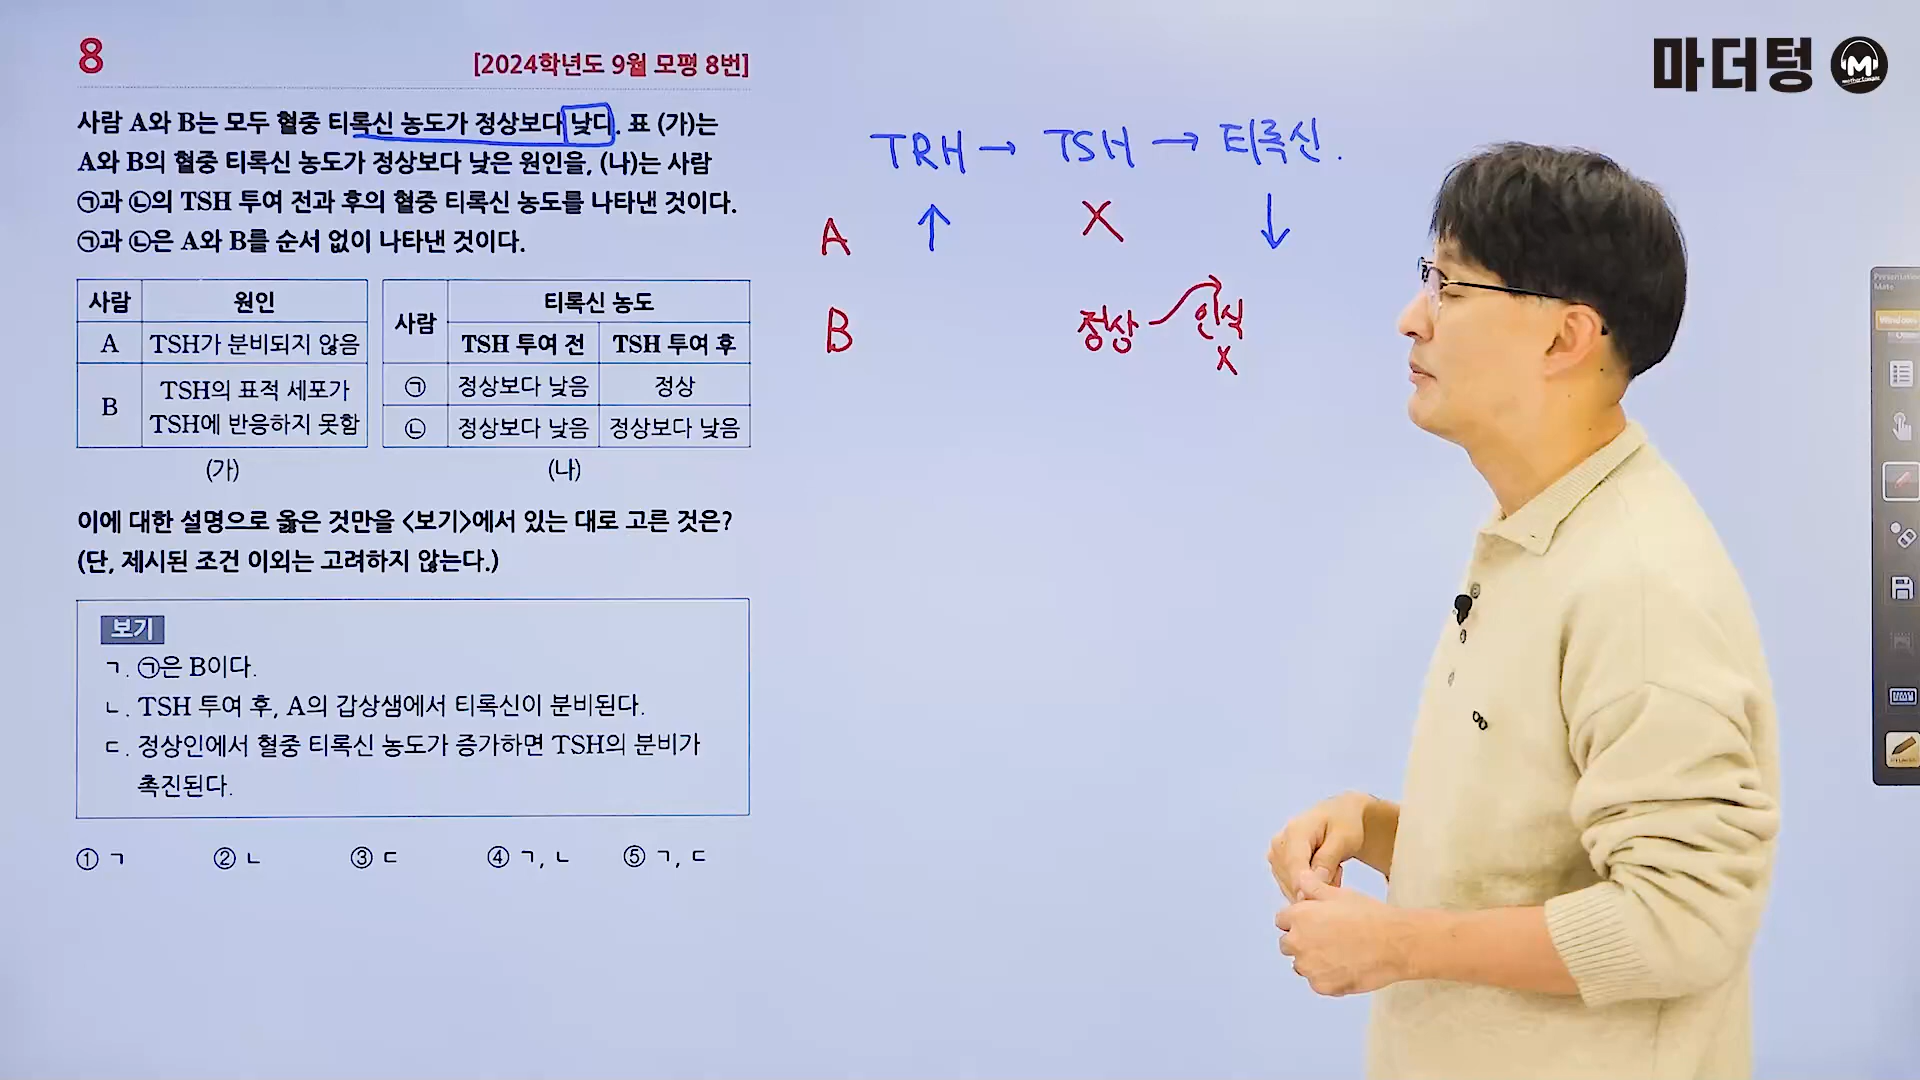 8
[2024학년도 9월 모평 8번]
사람 A와 B는 모두 혈중 티록신 농도가 정상보다 낮다. 표 (가)는
A와 B의 혈중 티록신 농도가 정상보다 낮은 원인을, (나)는 사람
㉠과 ㉡의 TSH 투여 전과 후의 혈중 티록신 농도를 나타낸 것이다.
㉠과 ㉡은 A와 B를 순서 없이 나타낸 것이다.
사람 원인
A TSH가 분비되지 않음
B TSH의 표적 세포가
TSH에 반응하지 못함
(가)
사람 티록신 농도
TSH 투여 전 TSH 투여 후
㉠ 정상보다 낮음 정상
㉡ 정상보다 낮음 정상보다 낮음
(나)
이에 대한 설명으로 옳은 것만을 <보기>에서 있는 대로 고른 것은?
(단, 제시된 조건 이외는 고려하지 않는다.)
보기
ㄱ. ㉠은 B이다.
ㄴ. TSH 투여 후, A의 갑상샘에서 티록신이 분비된다.
ㄷ. 정상인에서 혈중 티록신 농도가 증가하면 TSH의 분비가
촉진된다.
① ㄱ ② ㄴ ③ ㄷ ④ ㄱ, ㄴ ⑤ ㄱ, ㄷ
TRH → TSH → 티록신.
A ↑ X ↓
B 정상 인식
X
마더텅 M
Windows